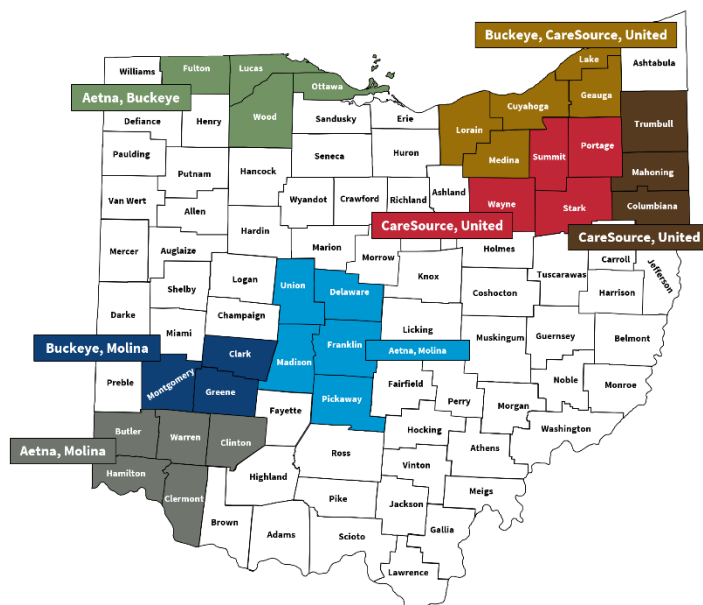 Buckeye, CareSource, United
Lake
Ashtabula
Williams
Fulton
Lucas
Geauga
Ottawa
Cuyahoga
Aetna, Buckeye
Wood
Sandusky
Erie
Trumbull
Defiance
Henry
Lorain
Portage
Paulding
Seneca
Huron
Medina
Summit
Mahoning
Putnam
Hancock
Ashland
Van Wert
Wyandot
Crawford
Richland
Wayne
Stark
Columbiana
Allen
CareSource, United
Hardin
CareSource, United
Mercer
Auglaize
Marion
Morrow
Holmes
Carroll
Jefferson
Logan
Knox
Tuscarawas
Shelby
Union
Delaware
Coshocton
Harrison
Darke
Champaign
Miami
Licking
Muskingum
Guernsey
Belmont
Buckeye, Molina
Clark
Madison
Franklin
Aetna, Molina
Preble
Montgomery
Greene
Fairfield
Noble
Monroe
Pickaway
Perry
Morgan
Fayette
Washington
Butler
Warren
Clinton
Hocking
Aetna, Molina
Ross
Athens
Hamilton
Vinton
Highland
Clermont
Pike
Jackson
Meigs
Brown
Adams
Scioto
Gallia
Lawrence